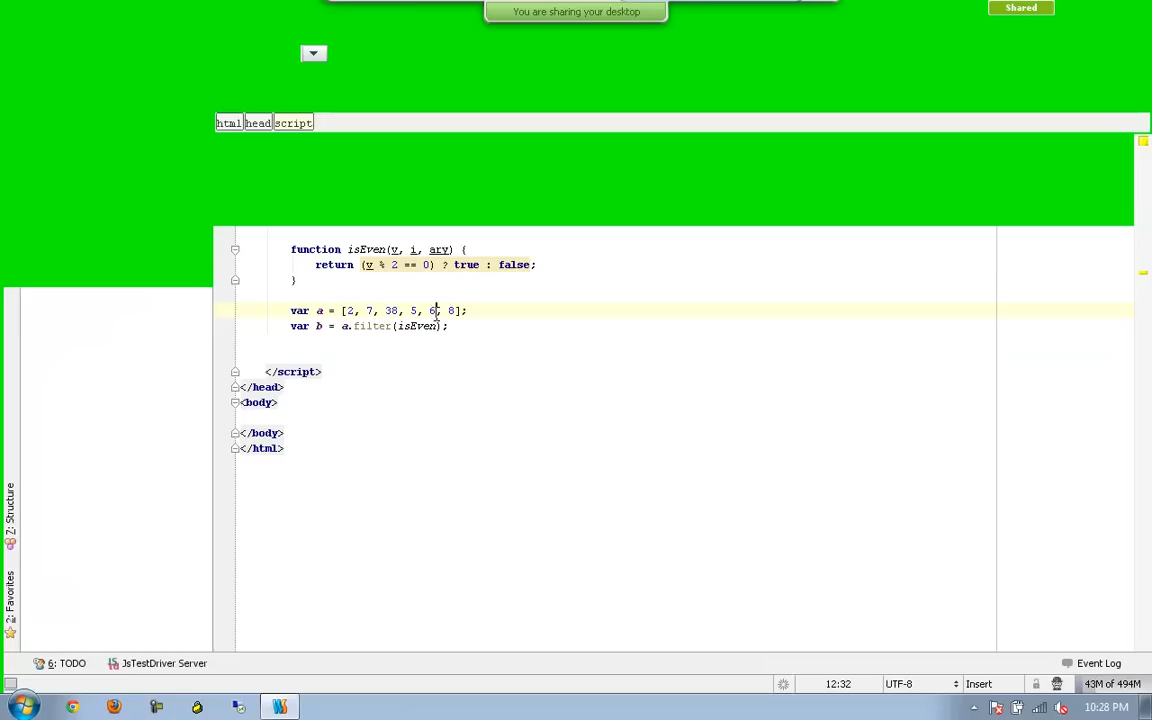 You are sharing your desktop
Shared
html head script
function isEven(v, i, ary) {
return (v % 2 == 0) ? true : false;
}
var a = [2, 7, 38, 5, 6, 8];
var b = a.filter(isEven);
</script>
</head>
<body>
</body>
</html>
7: Structure
2: Favorites
6: TODO
JsTestDriver Server
Event Log
12:32
UTF-8
Insert
43M of 494M
10:28 PM